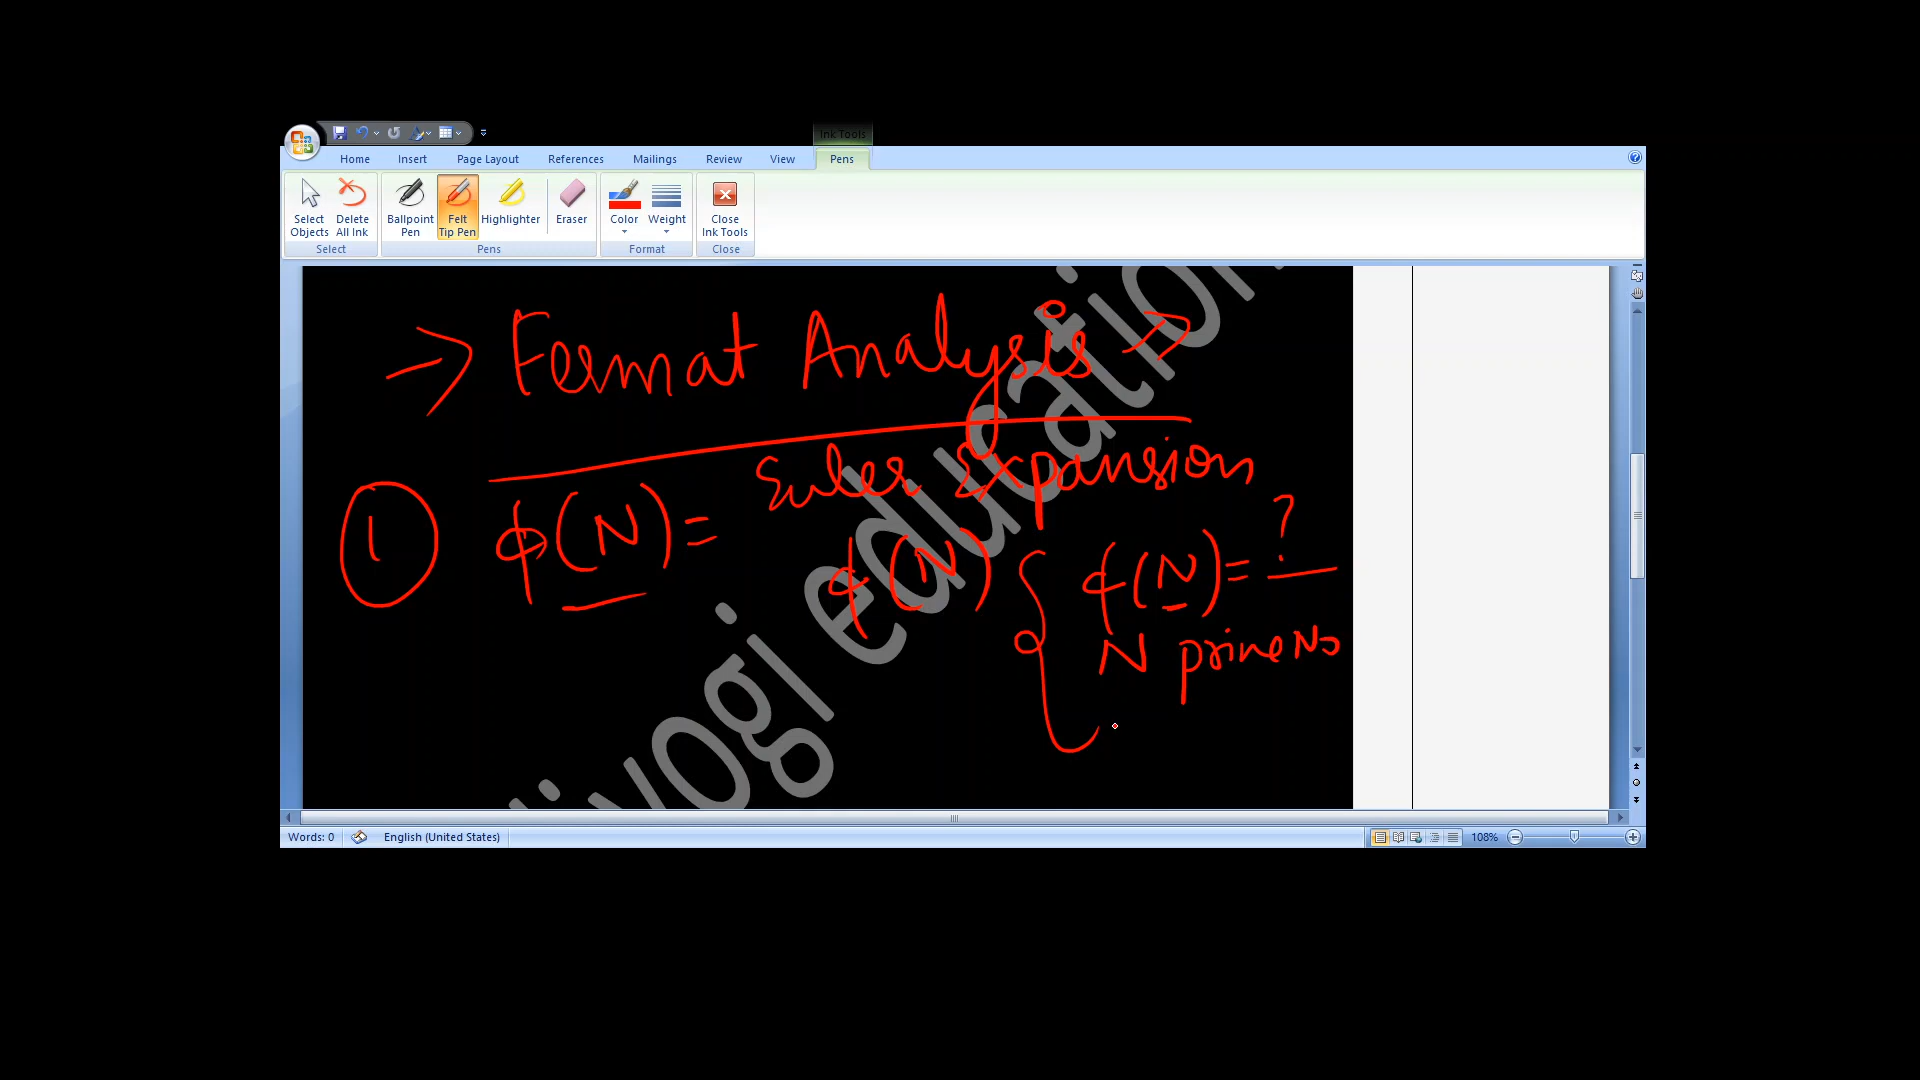 Ink Tools
Home Insert Page Layout References Mailings Review View Pens
Select Objects Delete All Ink Ballpoint Pen Felt Tip Pen Highlighter Eraser Color Weight Close Ink Tools
Select Pens Format Close
→ Fermat Analysis →
Euler Expansion
1 ϕ(N) =
ϕ(N) { ϕ(N) = ?
N prime No
iyogi education
Words: 0 English (United States) 108%